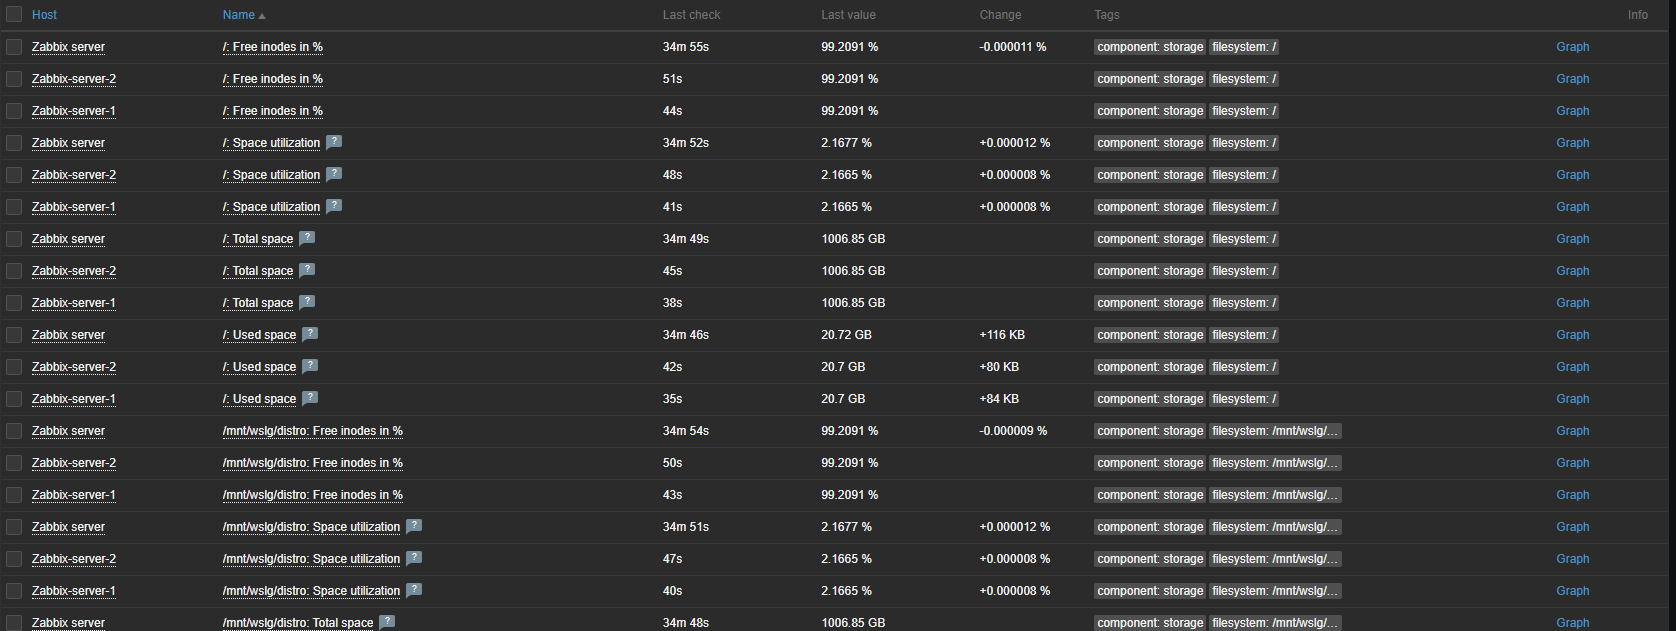 Host Name Last check Last value Change Tags Info
Zabbix server /: Free inodes in % 34m 55s 99.2091 % -0.000011 % component: storage filesystem: / Graph
Zabbix-server-2 /: Free inodes in % 51s 99.2091 % component: storage filesystem: / Graph
Zabbix-server-1 /: Free inodes in % 44s 99.2091 % component: storage filesystem: / Graph
Zabbix server /: Space utilization ? 34m 52s 2.1677 % +0.000012 % component: storage filesystem: / Graph
Zabbix-server-2 /: Space utilization ? 48s 2.1665 % +0.000008 % component: storage filesystem: / Graph
Zabbix-server-1 /: Space utilization ? 41s 2.1665 % +0.000008 % component: storage filesystem: / Graph
Zabbix server /: Total space ? 34m 49s 1006.85 GB component: storage filesystem: / Graph
Zabbix-server-2 /: Total space ? 45s 1006.85 GB component: storage filesystem: / Graph
Zabbix-server-1 /: Total space ? 38s 1006.85 GB component: storage filesystem: / Graph
Zabbix server /: Used space ? 34m 46s 20.72 GB +116 KB component: storage filesystem: / Graph
Zabbix-server-2 /: Used space ? 42s 20.7 GB +80 KB component: storage filesystem: / Graph
Zabbix-server-1 /: Used space ? 35s 20.7 GB +84 KB component: storage filesystem: / Graph
Zabbix server /mnt/wslg/distro: Free inodes in % 34m 54s 99.2091 % -0.000009 % component: storage filesystem: /mnt/wslg/... Graph
Zabbix-server-2 /mnt/wslg/distro: Free inodes in % 50s 99.2091 % component: storage filesystem: /mnt/wslg/... Graph
Zabbix-server-1 /mnt/wslg/distro: Free inodes in % 43s 99.2091 % component: storage filesystem: /mnt/wslg/... Graph
Zabbix server /mnt/wslg/distro: Space utilization ? 34m 51s 2.1677 % +0.000012 % component: storage filesystem: /mnt/wslg/... Graph
Zabbix-server-2 /mnt/wslg/distro: Space utilization ? 47s 2.1665 % +0.000008 % component: storage filesystem: /mnt/wslg/... Graph
Zabbix-server-1 /mnt/wslg/distro: Space utilization ? 40s 2.1665 % +0.000008 % component: storage filesystem: /mnt/wslg/... Graph
Zabbix server /mnt/wslg/distro: Total space ? 34m 48s 1006.85 GB component: storage filesystem: /mnt/wslg/... Graph